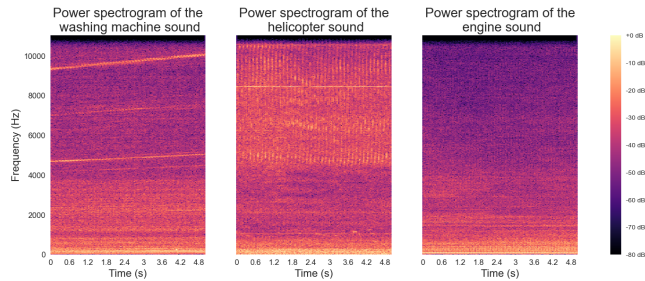 Power spectrogram of the
washing machine sound
Power spectrogram of the
helicopter sound
Power spectrogram of the
engine sound
Frequency (Hz)
10000
8000
6000
4000
2000
0
0 0.6 1.2 1.8 2.4 3 3.6 4.2 4.8
Time (s)
0 0.6 1.2 1.8 2.4 3 3.6 4.2 4.8
Time (s)
0 0.6 1.2 1.8 2.4 3 3.6 4.2 4.8
Time (s)
+0 dB
-10 dB
-20 dB
-30 dB
-40 dB
-50 dB
-60 dB
-70 dB
-80 dB